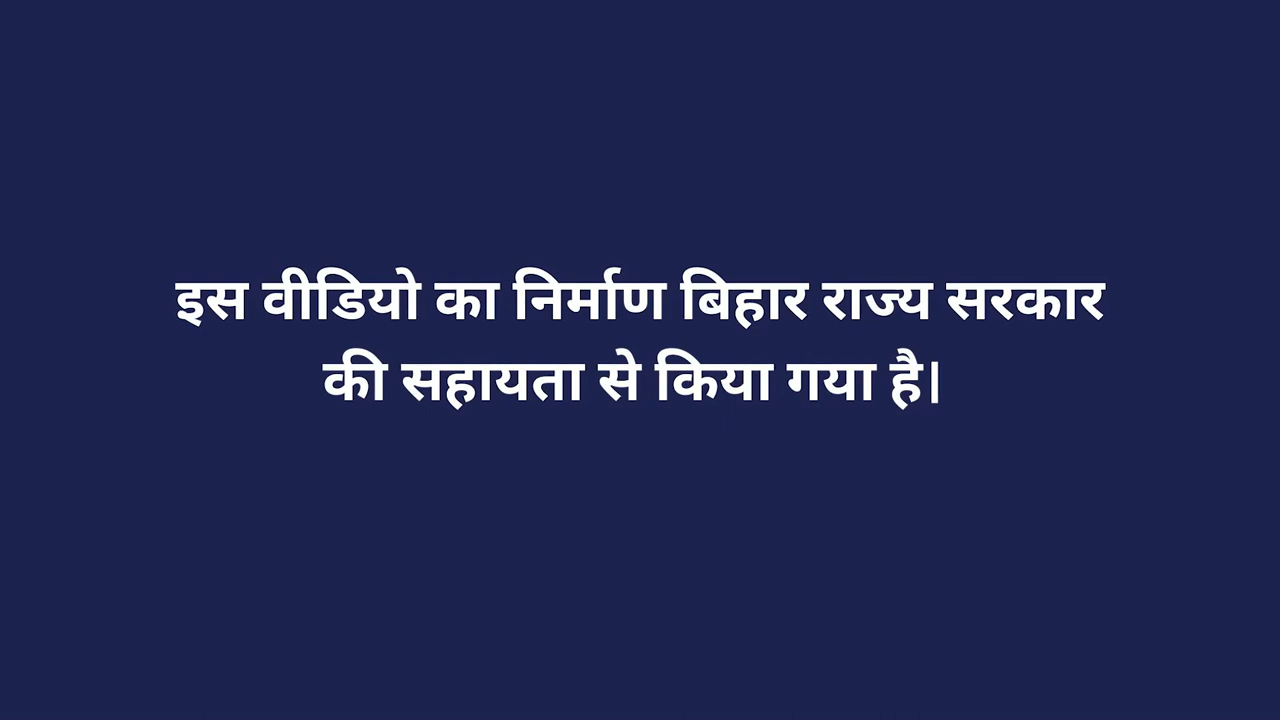 इस वीडियो का निर्माण बिहार राज्य सरकार
की सहायता से किया गया है।